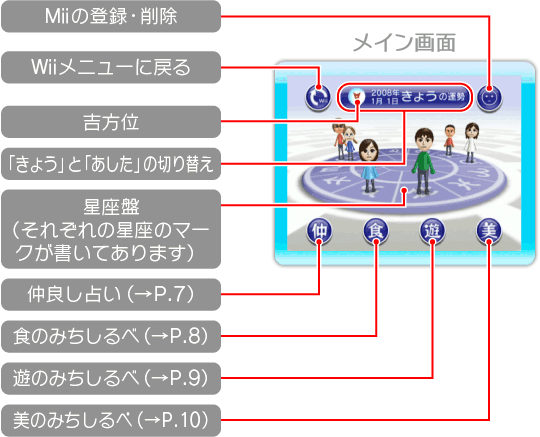 Miiの登録・削除
メイン画面
Wiiメニューに戻る
吉方位
「きょう」と「あした」の切り替え
星座盤
（それぞれの星座のマー
クが書いてあります）
仲良し占い（→P.7）
食のみちしるべ（→P.8）
遊のみちしるべ（→P.9）
美のみちしるべ（→P.10）
Wii
2008年
1月 1日
きょうの運勢
仲
食
遊
美